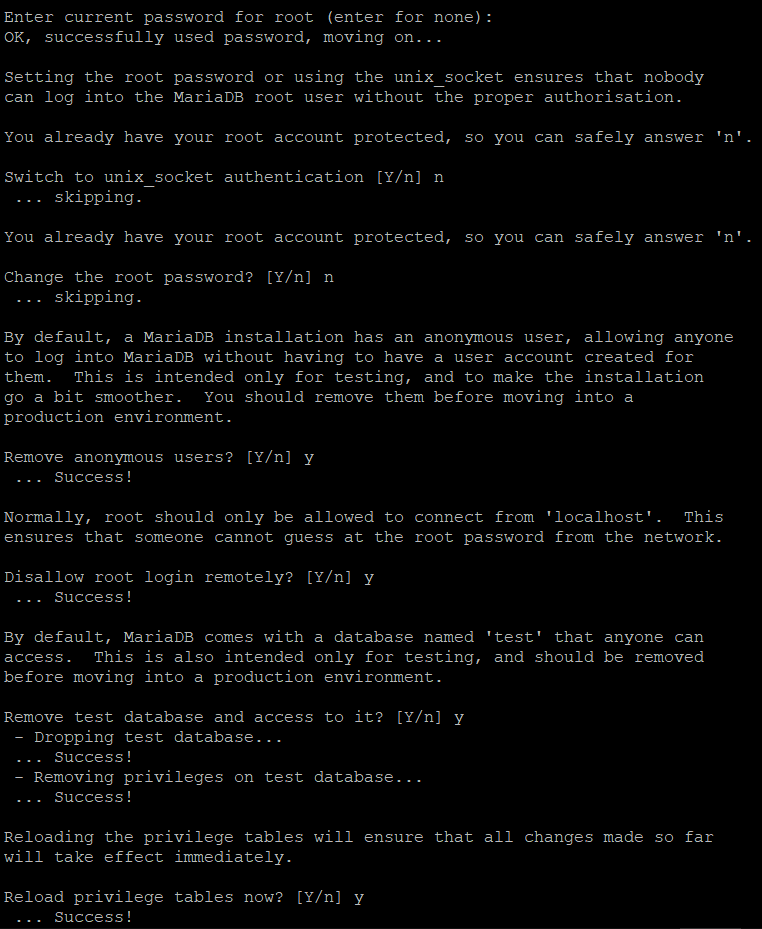 Enter current password for root (enter for none):
OK, successfully used password, moving on...
Setting the root password or using the unix_socket ensures that nobody
can log into the MariaDB root user without the proper authorisation.
You already have your root account protected, so you can safely answer 'n'.
Switch to unix_socket authentication [Y/n] n
 ... skipping.
You already have your root account protected, so you can safely answer 'n'.
Change the root password? [Y/n] n
 ... skipping.
By default, a MariaDB installation has an anonymous user, allowing anyone
to log into MariaDB without having to have a user account created for
them.  This is intended only for testing, and to make the installation
go a bit smoother.  You should remove them before moving into a
production environment.
Remove anonymous users? [Y/n] y
 ... Success!
Normally, root should only be allowed to connect from 'localhost'.  This
ensures that someone cannot guess at the root password from the network.
Disallow root login remotely? [Y/n] y
 ... Success!
By default, MariaDB comes with a database named 'test' that anyone can
access.  This is also intended only for testing, and should be removed
before moving into a production environment.
Remove test database and access to it? [Y/n] y
 - Dropping test database...
 ... Success!
 - Removing privileges on test database...
 ... Success!
Reloading the privilege tables will ensure that all changes made so far
will take effect immediately.
Reload privilege tables now? [Y/n] y
 ... Success!